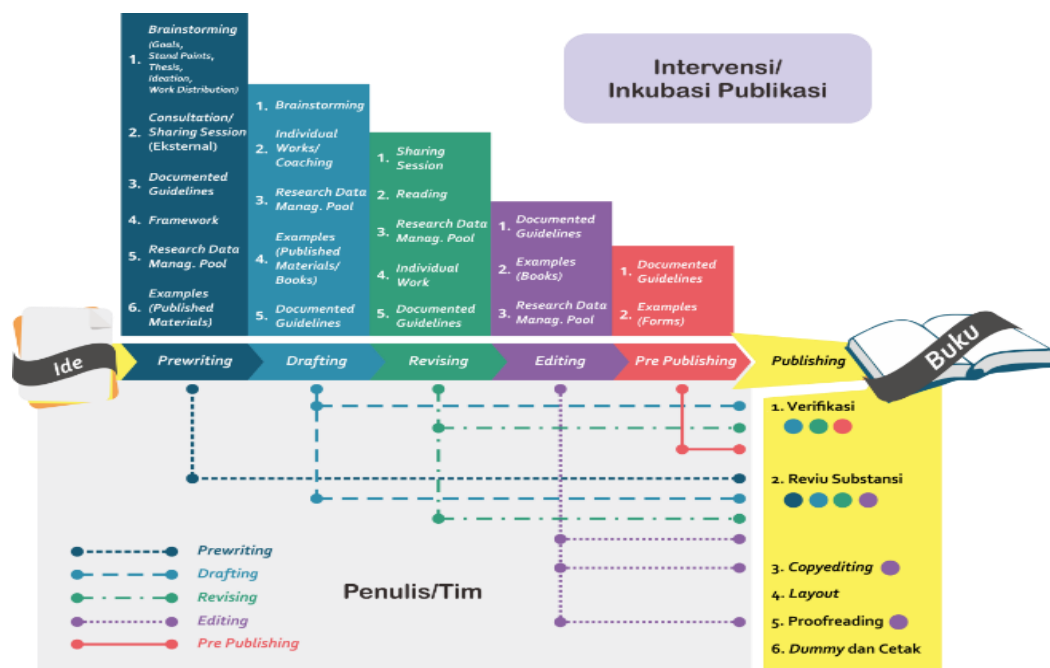 Intervensi/
Inkubasi Publikasi
1. Brainstorming
(Goals,
Stand Points,
Thesis,
Ideation,
Work Distribution)
2. Consultation/
Sharing Session
(Eksternal)
3. Documented
Guidelines
4. Framework
5. Research Data
Manag. Pool
6. Examples
(Published
Materials)
1. Brainstorming
2. Individual
Works/
Coaching
3. Research Data
Manag. Pool
4. Examples
(Published
Materials/
Books)
5. Documented
Guidelines
1. Sharing
Session
2. Reading
3. Research Data
Manag. Pool
4. Individual
Work
5. Documented
Guidelines
1. Documented
Guidelines
2. Examples
(Books)
3. Research Data
Manag. Pool
1. Documented
Guidelines
2. Examples
(Forms)
Ide
Prewriting
Drafting
Revising
Editing
Pre Publishing
Publishing
Buku
1. Verifikasi
2. Reviu Substansi
3. Copyediting
4. Layout
5. Proofreading
6. Dummy dan Cetak
Prewriting
Drafting
Revising
Editing
Pre Publishing
Penulis/Tim